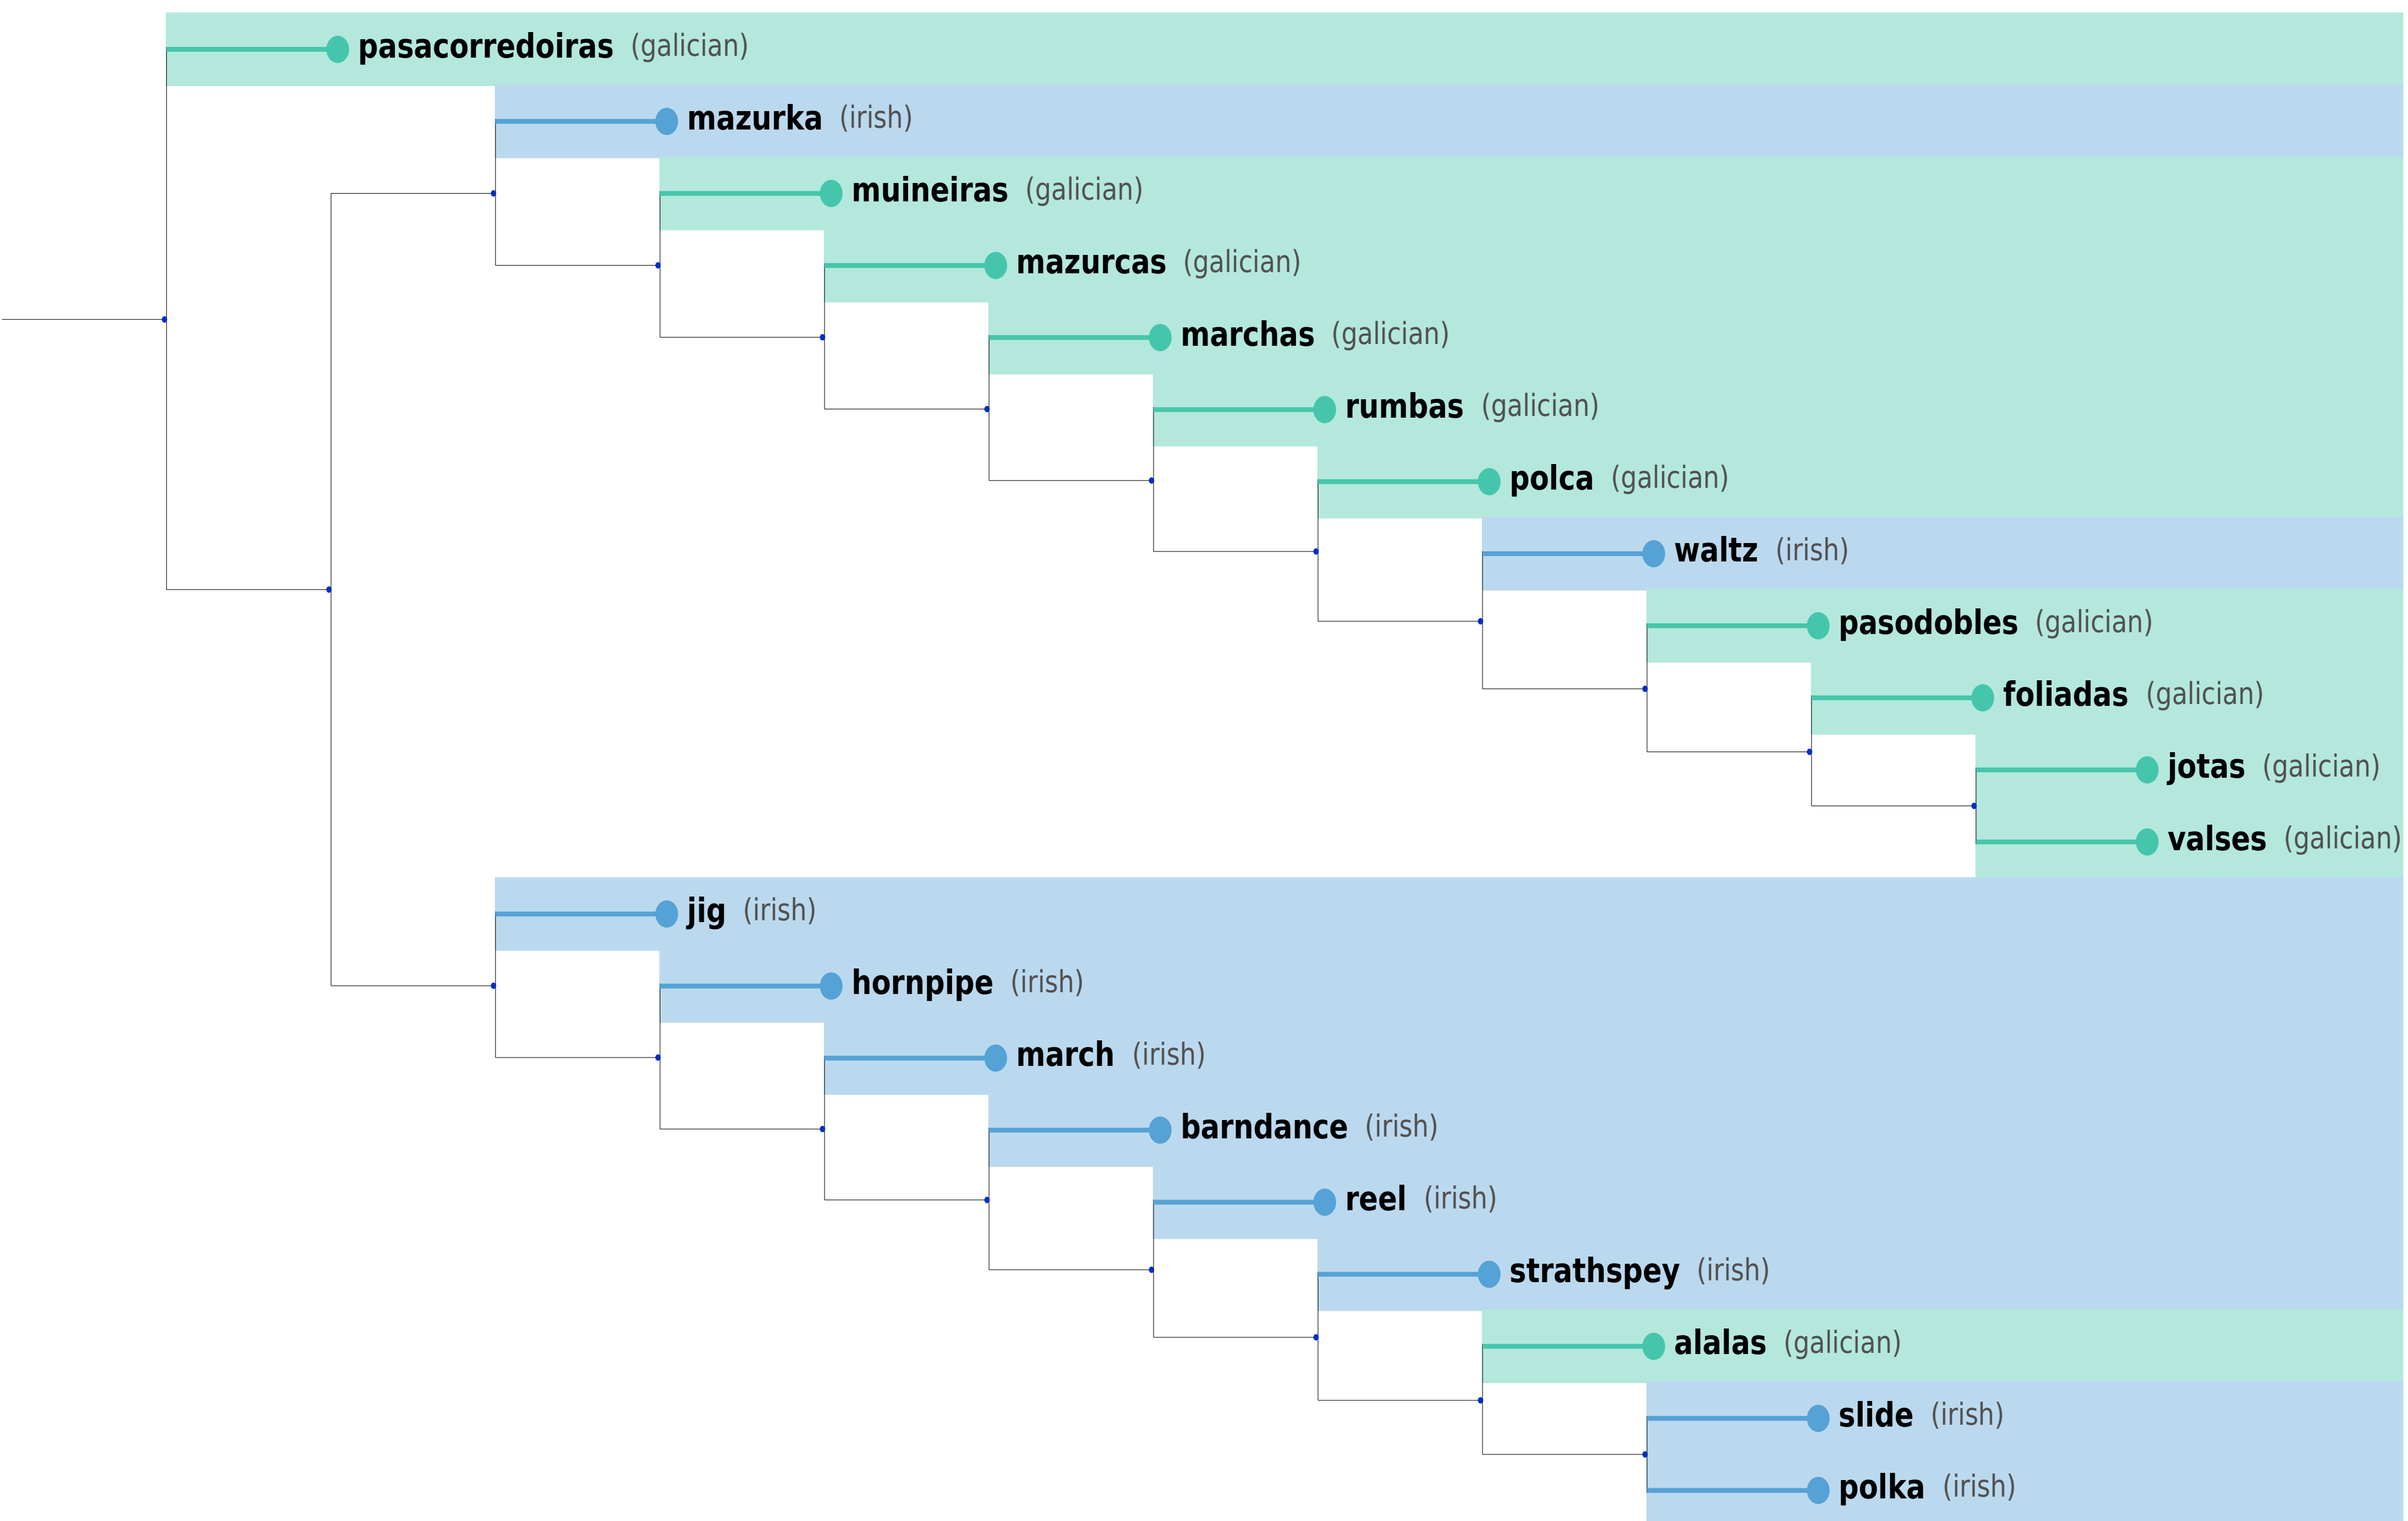 pasacorredoiras (galician)
mazurka (irish)
muineiras (galician)
mazurcas (galician)
marchas (galician)
rumbas (galician)
polca (galician)
waltz (irish)
pasodobles (galician)
foliadas (galician)
jotas (galician)
valses (galician)
jig (irish)
hornpipe (irish)
march (irish)
barndance (irish)
reel (irish)
strathspey (irish)
alalas (galician)
slide (irish)
polka (irish)